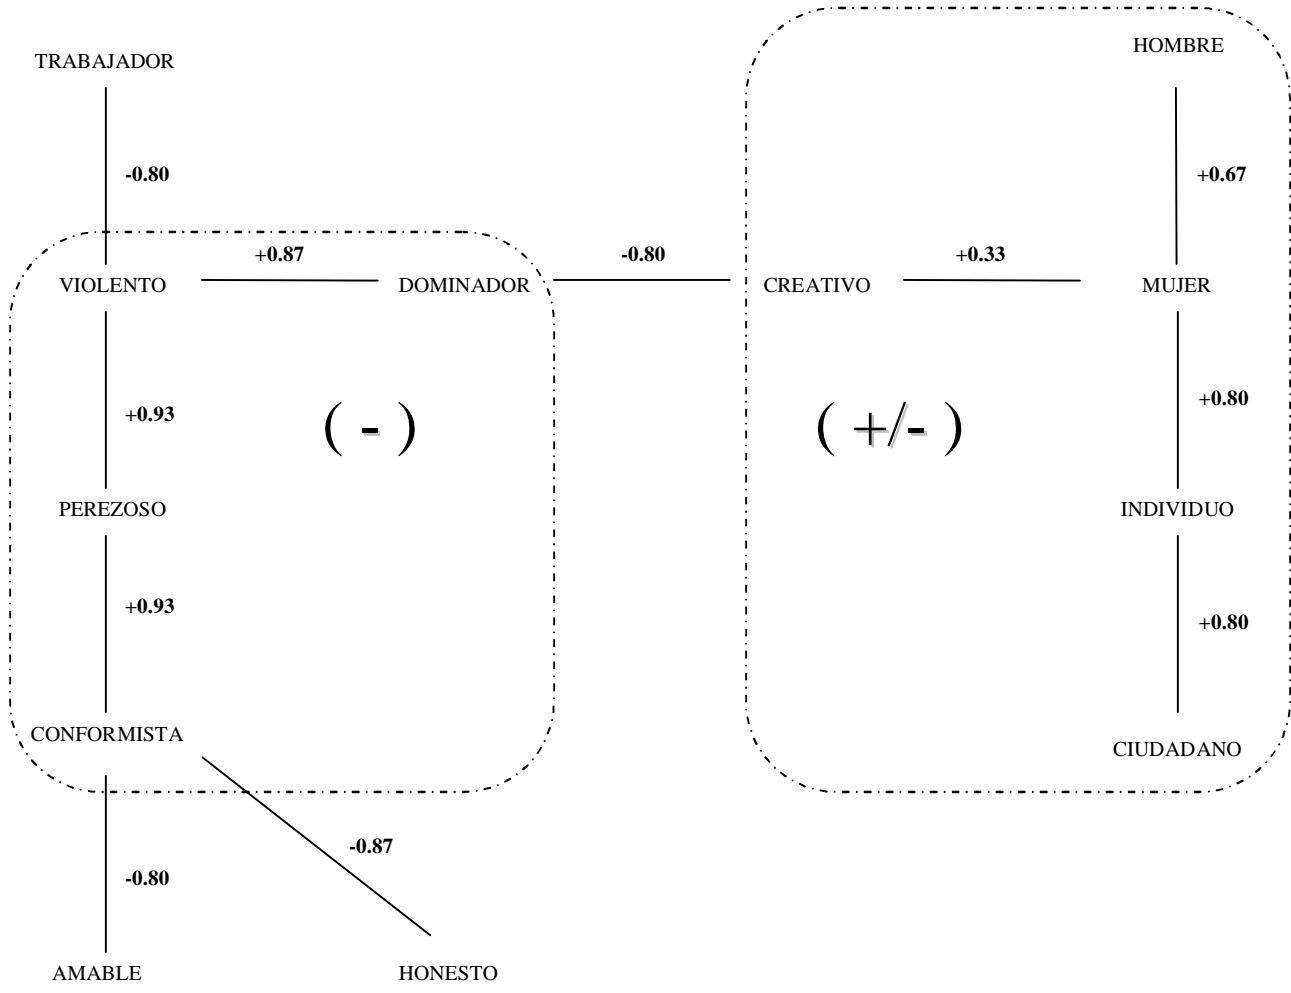 HOMBRE
TRABAJADOR
-0.80
+0.67
+0.87
-0.80
+0.33
VIOLENTO
DOMINADOR
CREATIVO
MUJER
+0.93
( - )
( +/- )
+0.80
PEREZOSO
INDIVIDUO
+0.93
+0.80
CONFORMISTA
CIUDADANO
-0.87
-0.80
AMABLE
HONESTO